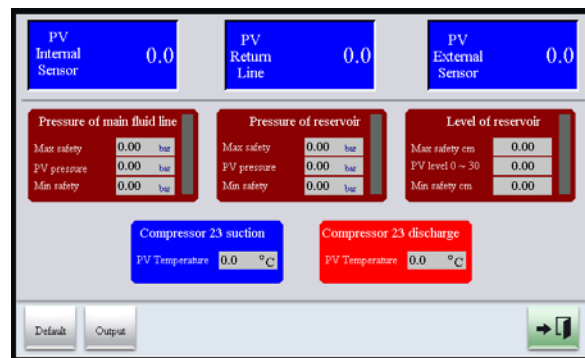 PV
Internal
Sensor
0.0
PV
Return
Line
0.0
PV
External
Sensor
0.0
Pressure of main fluid line
Max safety 0.00 bar
PV pressure 0.00 bar
Min safety 0.00 bar
Pressure of reservoir
Max safety 0.00 bar
PV pressure 0.00 bar
Min safety 0.00 bar
Level of reservoir
Max safety cm 0.00
PV level 0 ~ 30 0.00
Min safety cm 0.00
Compressor 23 suction
PV Temperature 0.0 °C
Compressor 23 discharge
PV Temperature 0.0 °C
Default
Output